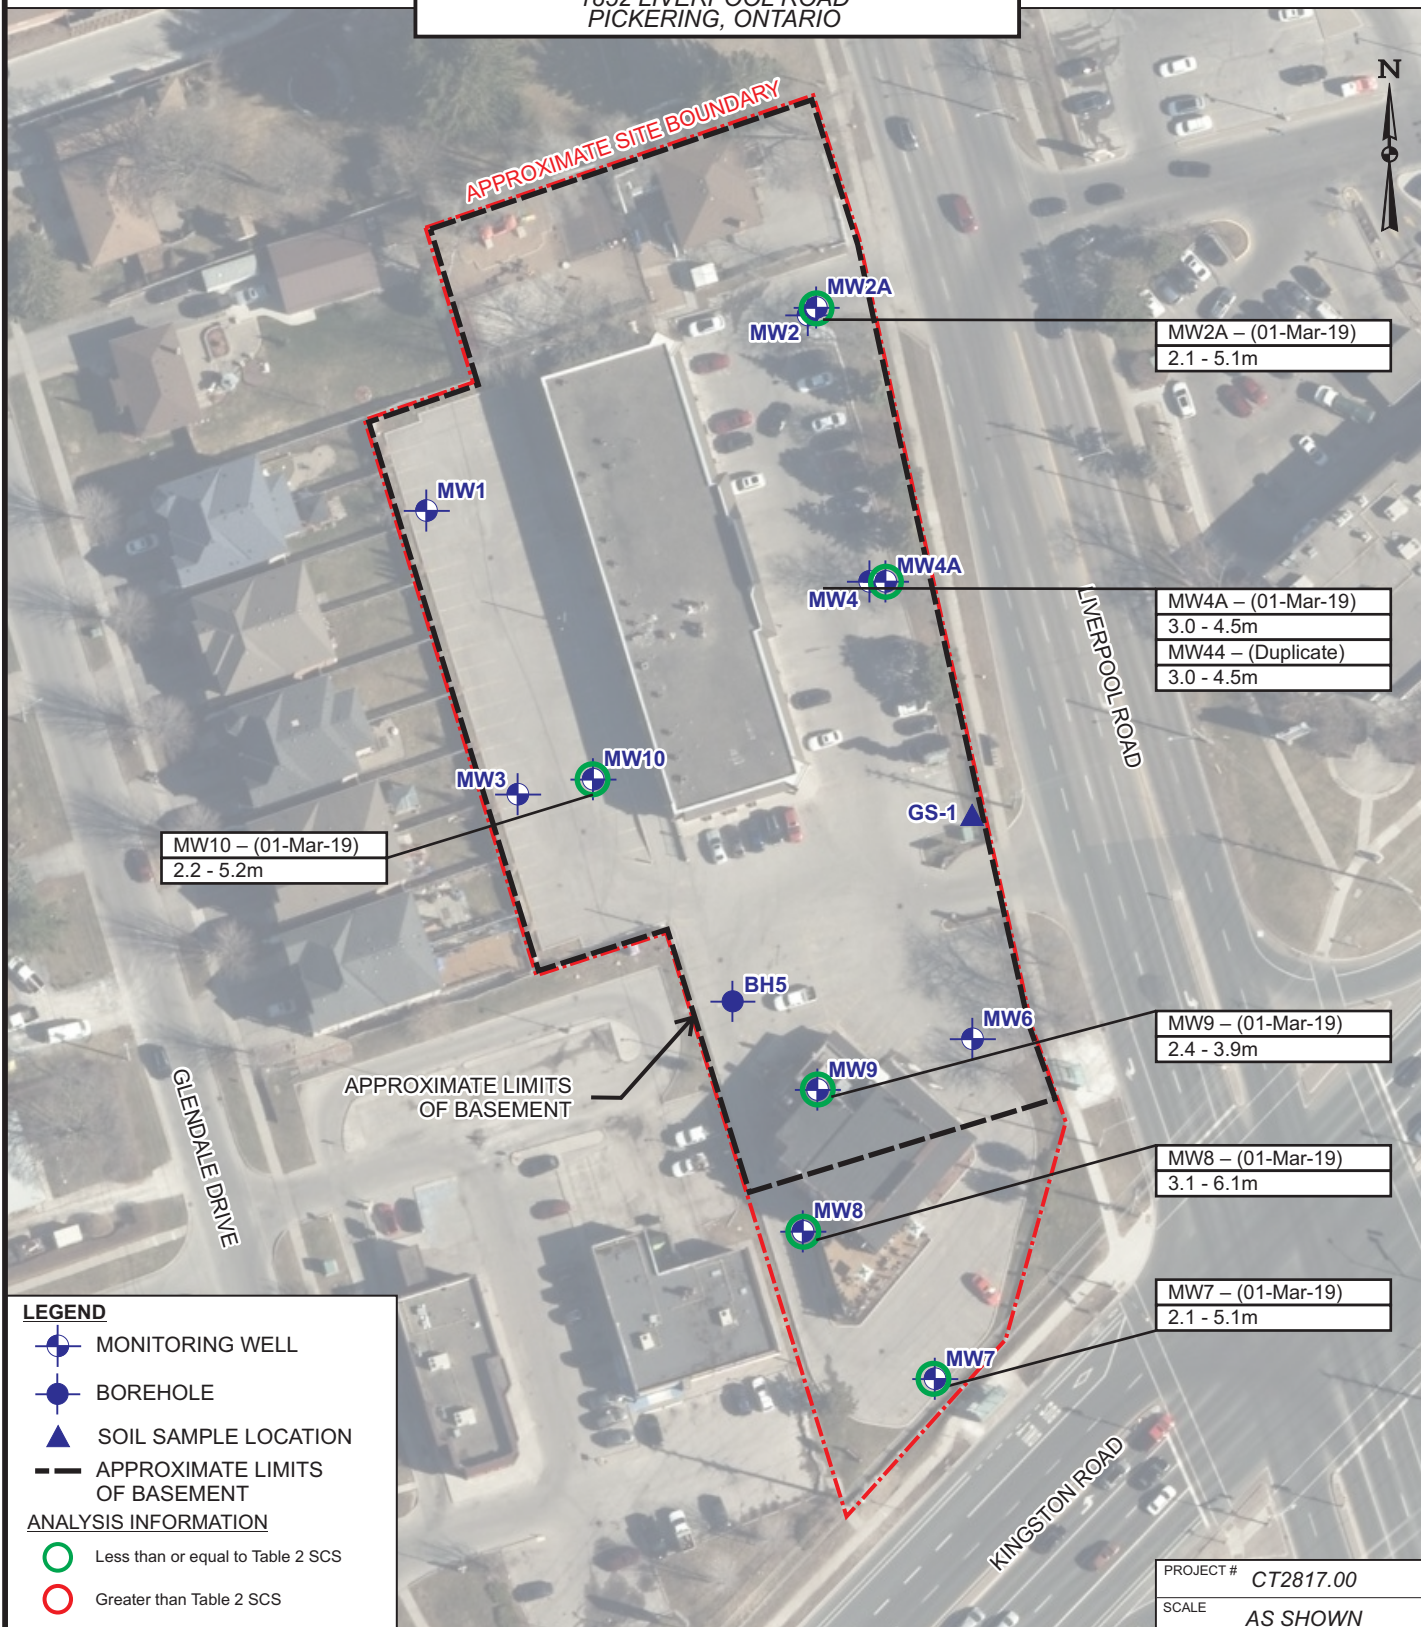 1852 LIVERPOOL ROAD
PICKERING, ONTARIO
N
APPROXIMATE SITE BOUNDARY
MW2A
MW2
MW2A – (01-Mar-19)
2.1 - 5.1m
MW1
MW4A
MW4
MW4A – (01-Mar-19)
3.0 - 4.5m
MW44 – (Duplicate)
3.0 - 4.5m
LIVERPOOL ROAD
MW10
MW3
GS-1
MW10 – (01-Mar-19)
2.2 - 5.2m
BH5
MW6
MW9 – (01-Mar-19)
2.4 - 3.9m
MW9
APPROXIMATE LIMITS
OF BASEMENT
GLENDALE DRIVE
MW8 – (01-Mar-19)
3.1 - 6.1m
MW8
MW7 – (01-Mar-19)
2.1 - 5.1m
MW7
KINGSTON ROAD
LEGEND
MONITORING WELL
BOREHOLE
SOIL SAMPLE LOCATION
APPROXIMATE LIMITS
OF BASEMENT
ANALYSIS INFORMATION
Less than or equal to Table 2 SCS
Greater than Table 2 SCS
PROJECT # CT2817.00
SCALE AS SHOWN